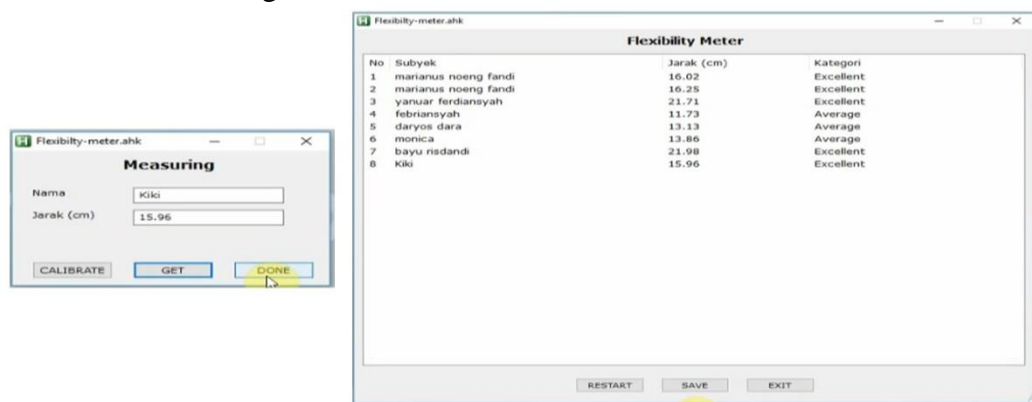 Flexibilty-meter.ahk
Measuring
Nama Kiki
Jarak (cm) 15.96
CALIBRATE GET DONE
Flexibilty-meter.ahk
Flexibility Meter
No Subyek Jarak (cm) Kategori
1 marianus noeng fandi 16.02 Excellent
2 marianus noeng fandi 16.25 Excellent
3 yanuar ferdiansyah 21.71 Excellent
4 febriansyah 11.73 Average
5 daryos dara 13.13 Average
6 monica 13.86 Average
7 bayu risdandi 21.98 Excellent
8 Kiki 15.96 Excellent
RESTART SAVE EXIT